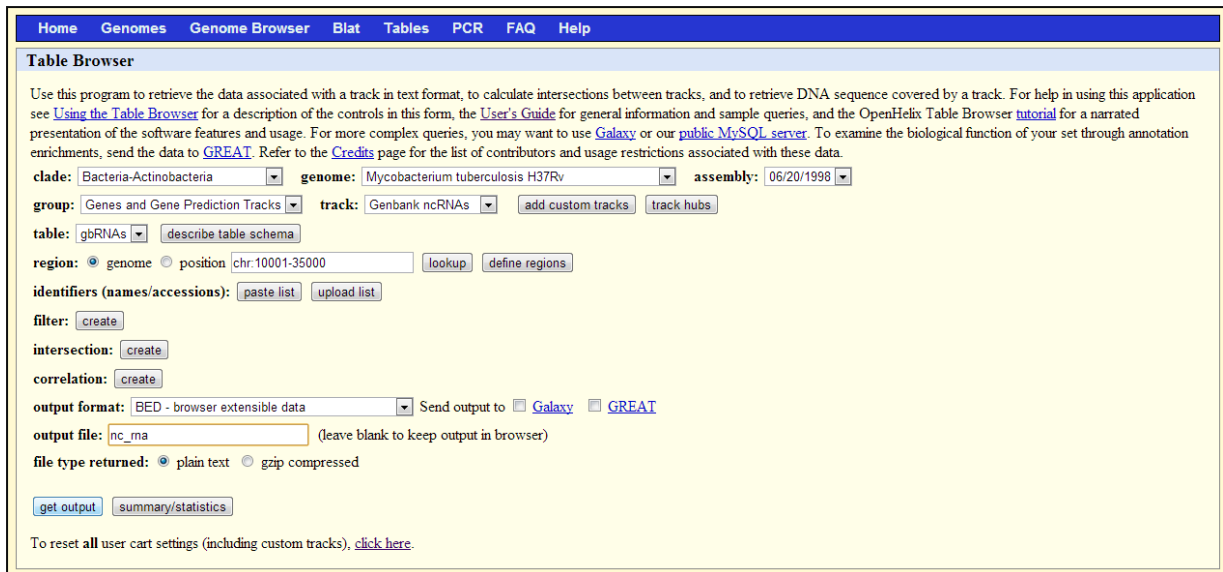 Home Genomes Genome Browser Blat Tables PCR FAQ Help
Table Browser
Use this program to retrieve the data associated with a track in text format, to calculate intersections between tracks, and to retrieve DNA sequence covered by a track. For help in using this application
see Using the Table Browser for a description of the controls in this form, the User's Guide for general information and sample queries, and the OpenHelix Table Browser tutorial for a narrated
presentation of the software features and usage. For more complex queries, you may want to use Galaxy or our public MySQL server. To examine the biological function of your set through annotation
enrichments, send the data to GREAT. Refer to the Credits page for the list of contributors and usage restrictions associated with these data.
clade: Bacteria-Actinobacteria genome: Mycobacterium tuberculosis H37Rv assembly: 06/20/1998
group: Genes and Gene Prediction Tracks track: Genbank ncRNAs add custom tracks track hubs
table: gbRNAs describe table schema
region: genome position chr:10001-35000 lookup define regions
identifiers (names/accessions): paste list upload list
filter: create
intersection: create
correlation: create
output format: BED - browser extensible data Send output to Galaxy GREAT
output file: nc_rna (leave blank to keep output in browser)
file type returned: plain text gzip compressed
get output summary/statistics
To reset all user cart settings (including custom tracks), click here.